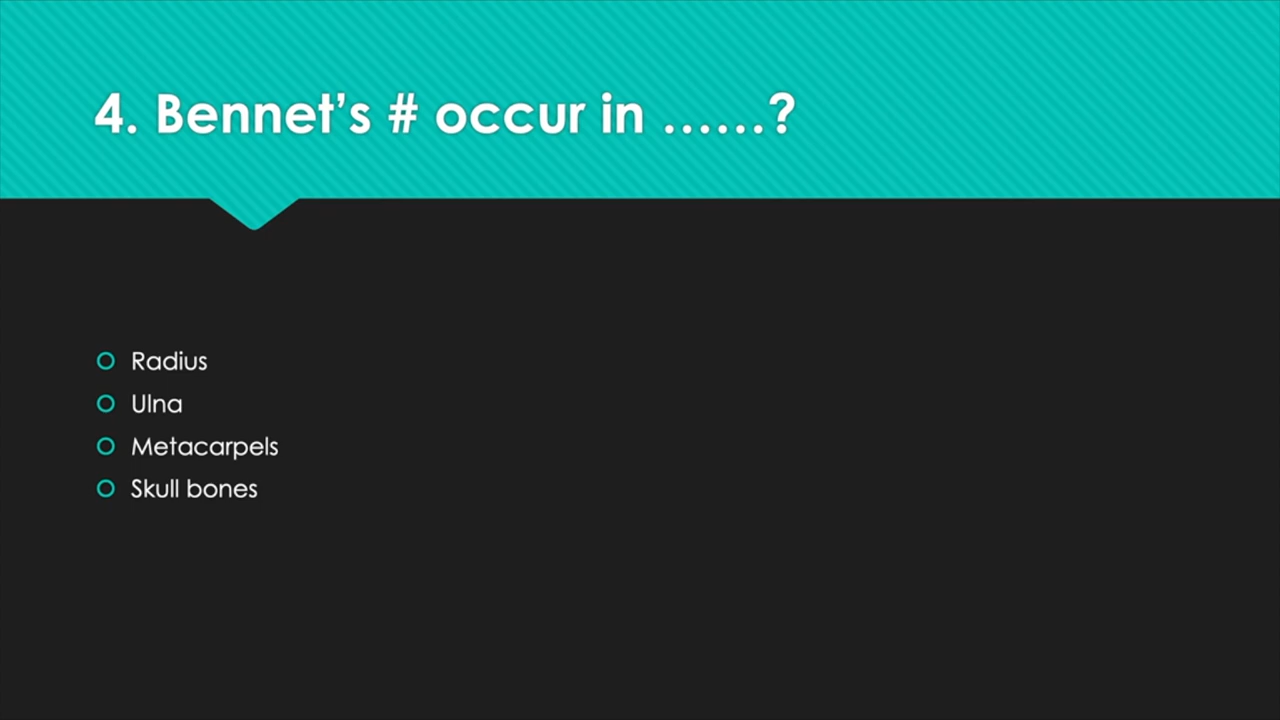 4. Bennet’s # occur in ……?
Radius
Ulna
Metacarpels
Skull bones